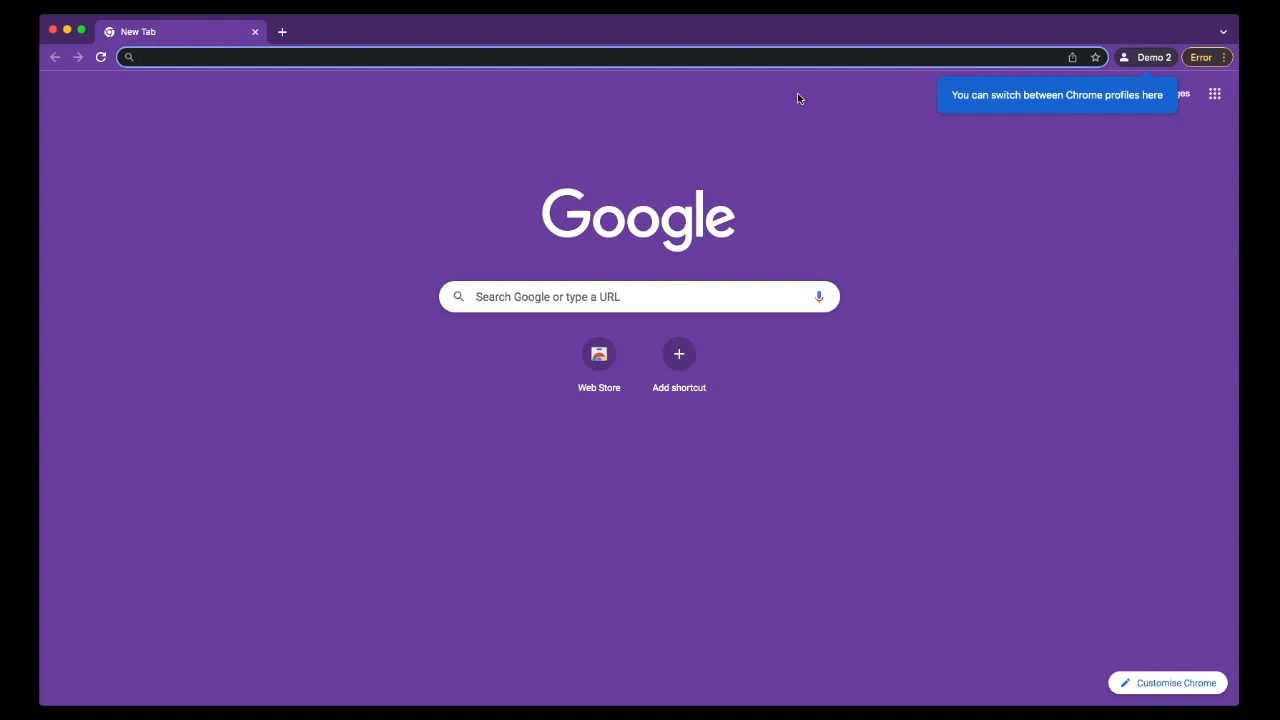 New Tab
Demo 2
Error
You can switch between Chrome profiles here
Google
Search Google or type a URL
Web Store
Add shortcut
Customise Chrome